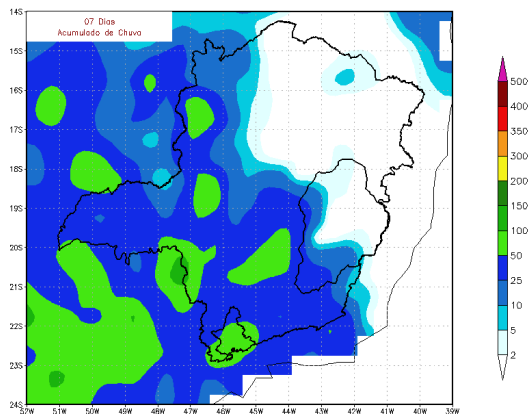 07 Dias
Acumulado de Chuva
14S
15S
16S
17S
18S
19S
20S
21S
22S
23S
24S
52W
51W
50W
49W
48W
47W
46W
45W
44W
43W
42W
41W
40W
39W
500
400
350
300
200
150
100
50
25
10
5
2